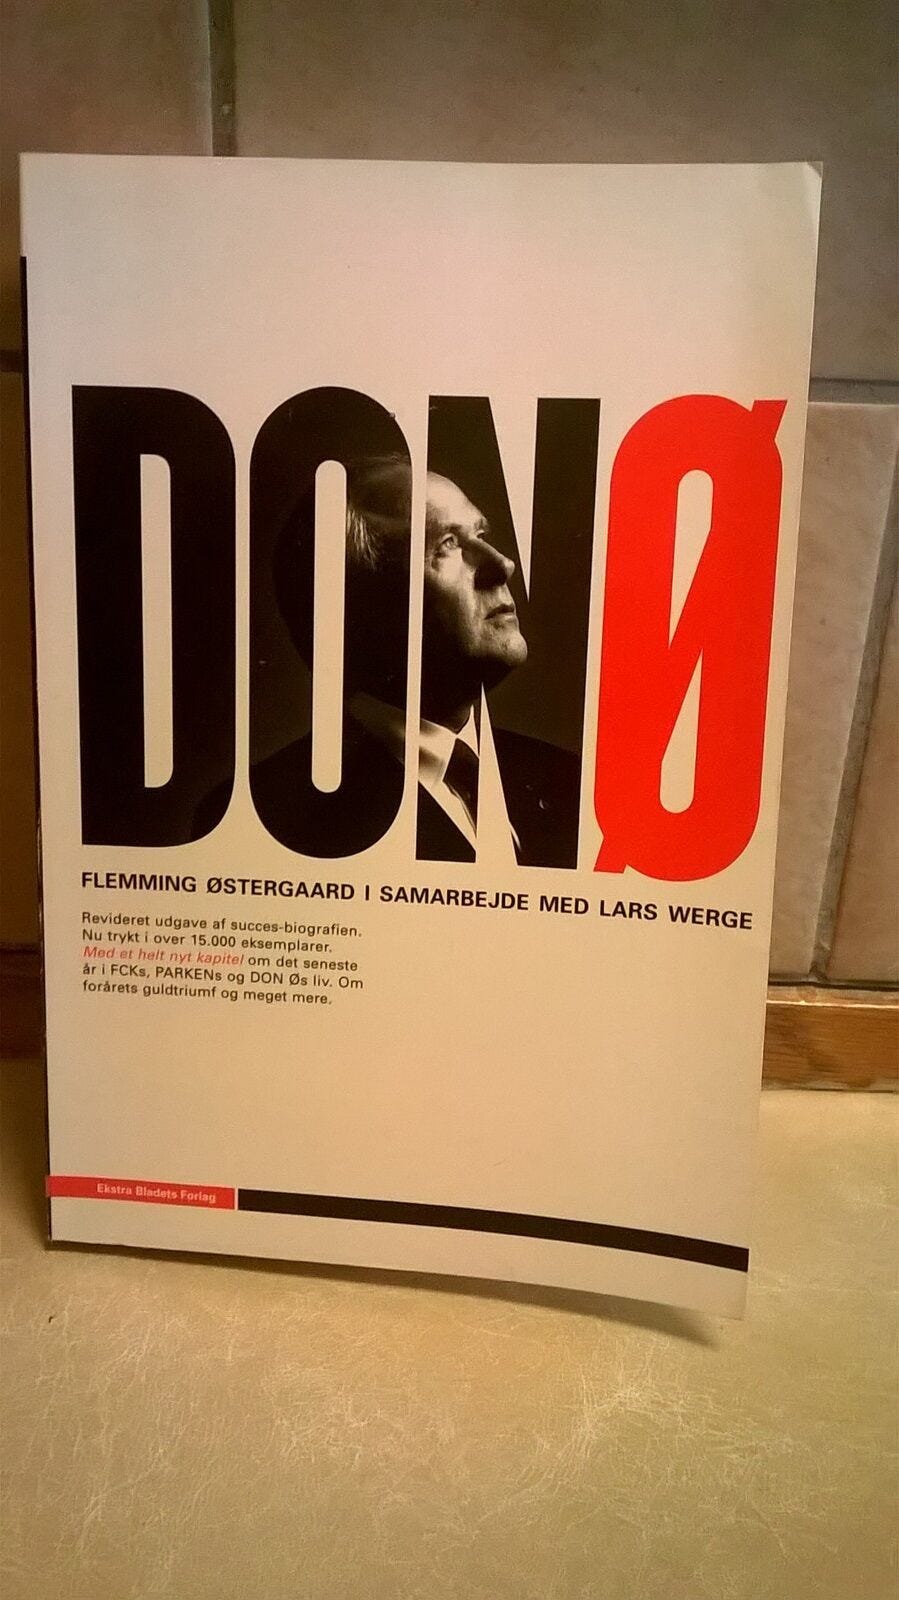 DONØ
FLEMMING ØSTERGAARD I SAMARBEJDE MED LARS WERGE
Revideret udgave af succes-biografien.
Nu trykt i over 15.000 eksemplarer.
Med et helt nyt kapitel om det seneste
år i FCKs, PARKENs og DON Øs liv. Om
forårets guldtriumf og meget mere.
Ekstra Bladets Forlag